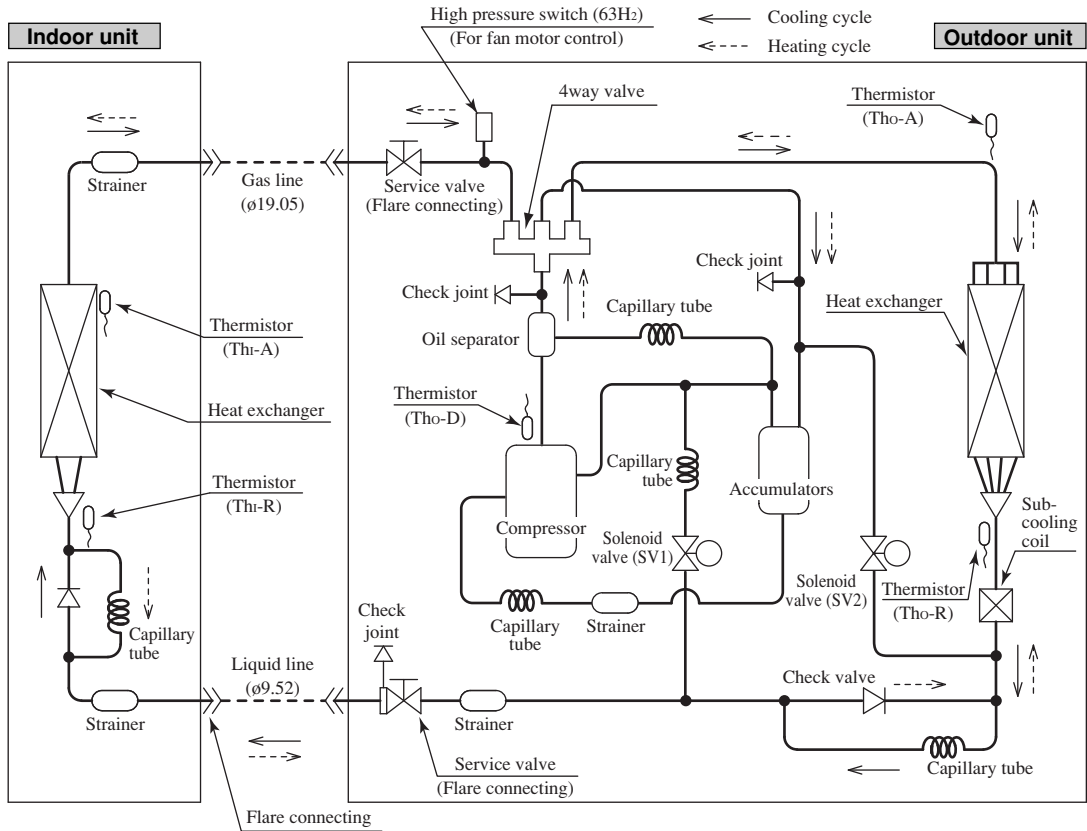 High pressure switch (63H2)
(For fan motor control)
Cooling cycle
Heating cycle
Indoor unit
Outdoor unit
4way valve
Thermistor
(Tho-A)
Strainer
Gas line
(ø19.05)
Service valve
(Flare connecting)
Check joint
Check joint
Capillary tube
Heat exchanger
Oil separator
Thermistor
(ThI-A)
Thermistor
(Tho-D)
Heat exchanger
Capillary
tube
Accumulators
Thermistor
(ThI-R)
Compressor
Sub-
cooling
coil
Solenoid
valve (SV1)
Solenoid
valve (SV2)
Thermistor
(Tho-R)
Check
joint
Capillary
tube
Strainer
Capillary
tube
Liquid line
(ø9.52)
Check valve
Strainer
Strainer
Service valve
(Flare connecting)
Capillary tube
Flare connecting